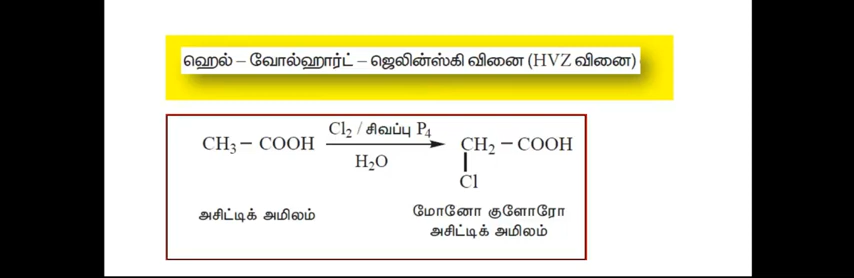 ஹெல் – வோல்ஹார்ட் – ஜெலின்ஸ்கி வினை (HVZ வினை)
Cl₂ / சிவப்பு P₄
CH₃ – COOH CH₂ – COOH
H₂O
Cl
அசிட்டிக் அமிலம் மோனோ குளோரோ
அசிட்டிக் அமிலம்